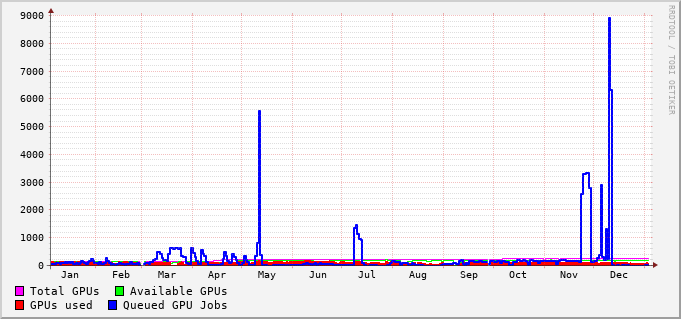 RRDTOOL / TOBI OETIKER
9000
8000
7000
6000
5000
4000
3000
2000
1000
0
Jan Feb Mar Apr May Jun Jul Aug Sep Oct Nov Dec
Total GPUs Available GPUs
GPUs used Queued GPU Jobs